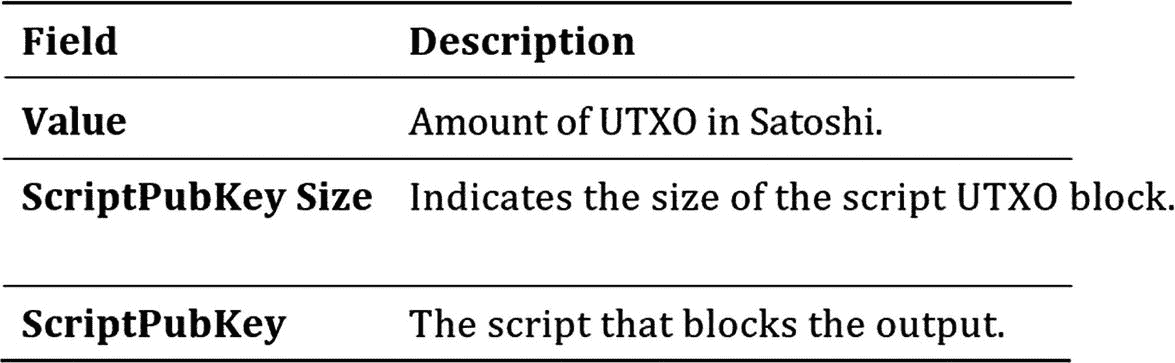 Field Description
Value Amount of UTXO in Satoshi.
ScriptPubKey Size Indicates the size of the script UTXO block.
ScriptPubKey The script that blocks the output.